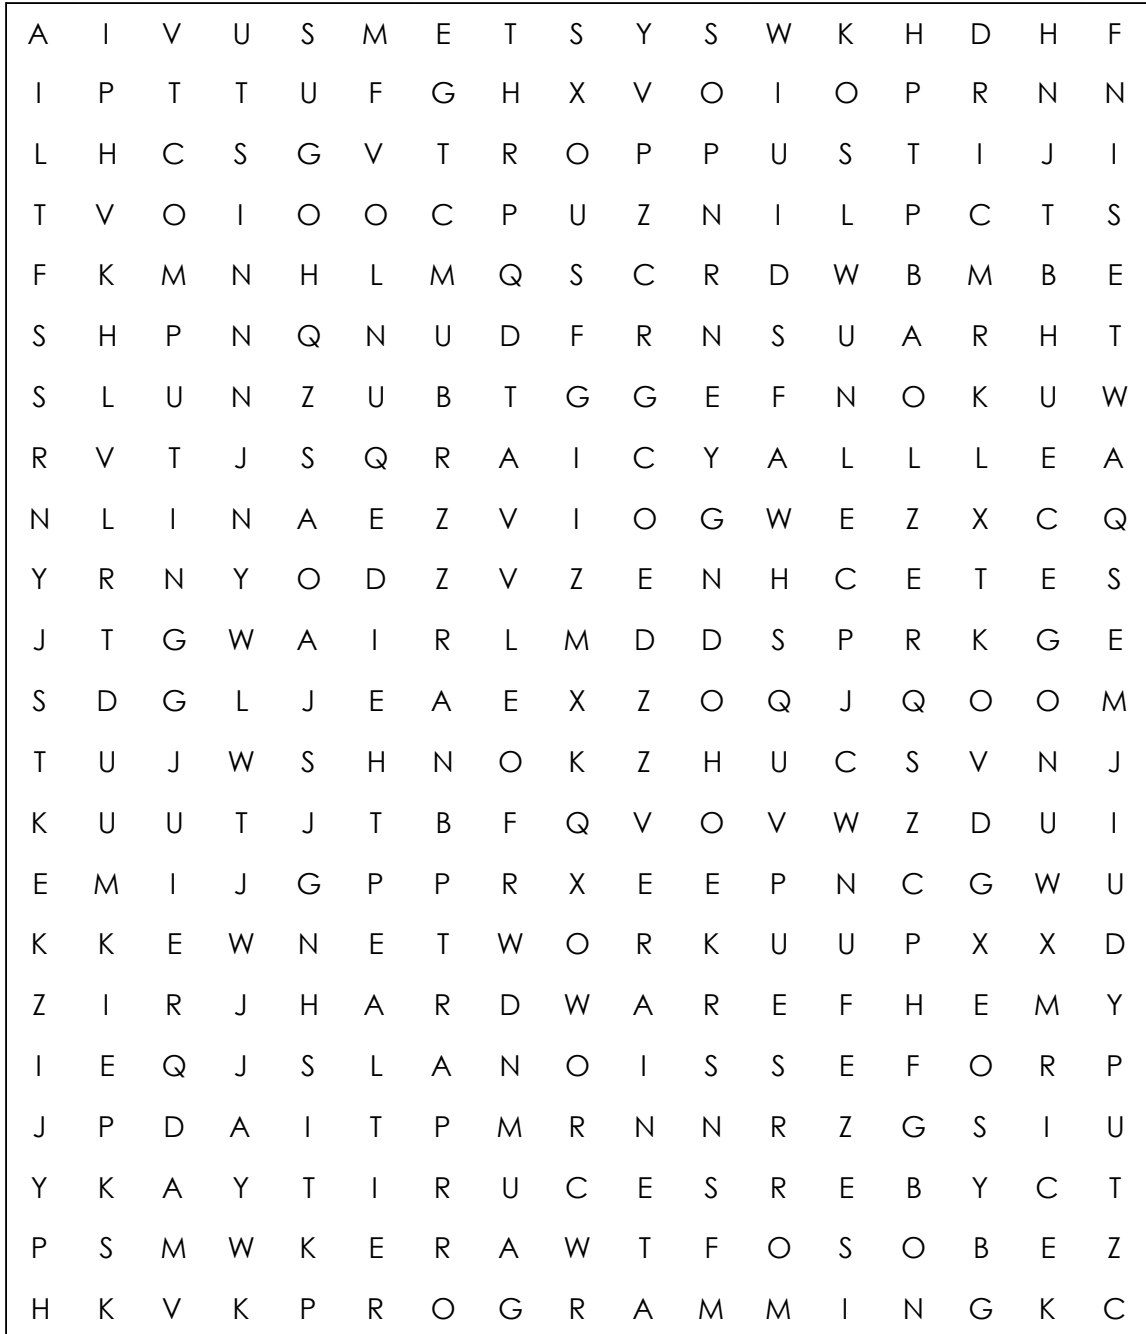 A I V U S M E T S Y S W K H D H F
I P T T U F G H X V O I O P R N N
L H C S G V T R O P P U S T I J I
T V O I O O C P U Z N I L P C T S
F K M N H L M Q S C R D W B M B E
S H P N Q N U D F R N S U A R H T
S L U N Z U B T G G E F N O K U W
R V T J S Q R A I C Y A L L L E A
N L I N A E Z V I O G W E Z X C Q
Y R N Y O D Z V Z E N H C E T E S
J T G W A I R L M D D S P R K G E
S D G L J E A E X Z O Q J Q O O M
T U J W S H N O K Z H U C S V N J
K U U T J T B F Q V O V W Z D U I
E M I J G P P R X E E P N C G W U
K K E W N E T W O R K U U P X X D
Z I R J H A R D W A R E F H E M Y
I E Q J S L A N O I S S E F O R P
J P D A I T P M R N N R Z G S I U
Y K A Y T I R U C E S R E B Y C T
P S M W K E R A W T F O S O B E Z
H K V K P R O G R A M M I N G K C